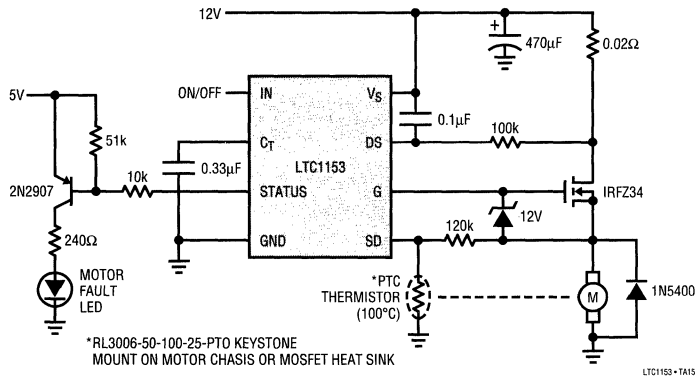 12V
+
470μF
0.02Ω
5V
ON/OFF
IN
VS
0.1μF
51k
CT
DS
100k
0.33μF
LTC1153
2N2907
10k
STATUS
G
IRFZ34
12V
240Ω
GND
SD
120k
MOTOR
FAULT
LED
*PTC
THERMISTOR
(100°C)
M
1N5400
*RL3006-50-100-25-PTO KEYSTONE
MOUNT ON MOTOR CHASIS OR MOSFET HEAT SINK
LTC1153 • TA15